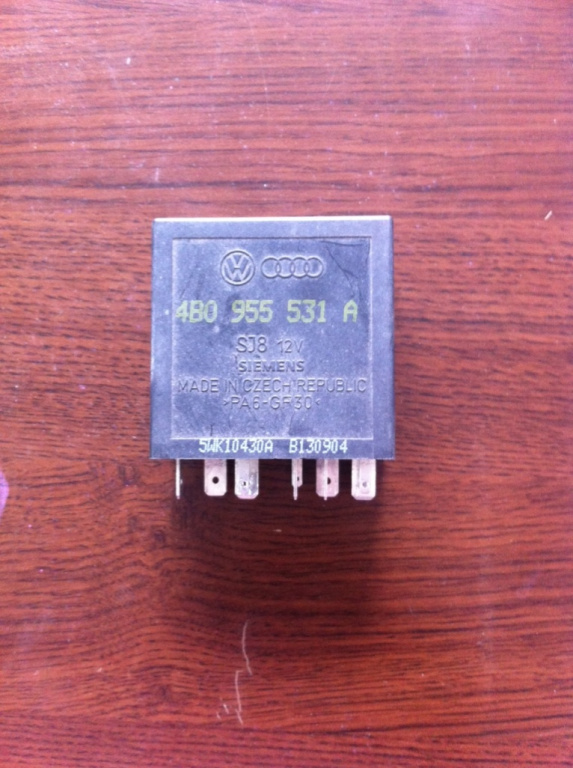 4B0 955 531 A
SJ8 12V
SIEMENS
MADE IN CZECH REPUBLIC
>PA6-GF30<
5WK10430A B130904